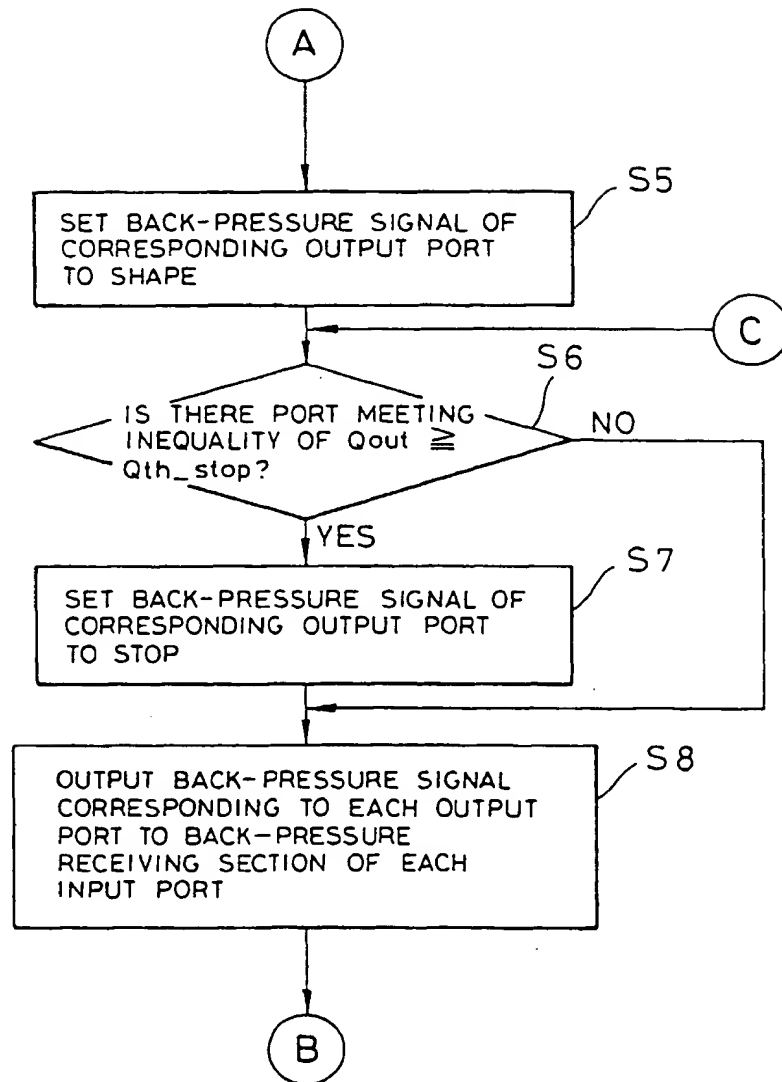 A
S5
SET BACK-PRESSURE SIGNAL OF
CORRESPONDING OUTPUT PORT
TO SHAPE
C
S6
IS THERE PORT MEETING
INEQUALITY OF Qout ≧
Qth_stop?
NO
YES
S7
SET BACK-PRESSURE SIGNAL OF
CORRESPONDING OUTPUT PORT
TO STOP
S8
OUTPUT BACK-PRESSURE SIGNAL
CORRESPONDING TO EACH OUTPUT
PORT TO BACK-PRESSURE
RECEIVING SECTION OF EACH
INPUT PORT
B